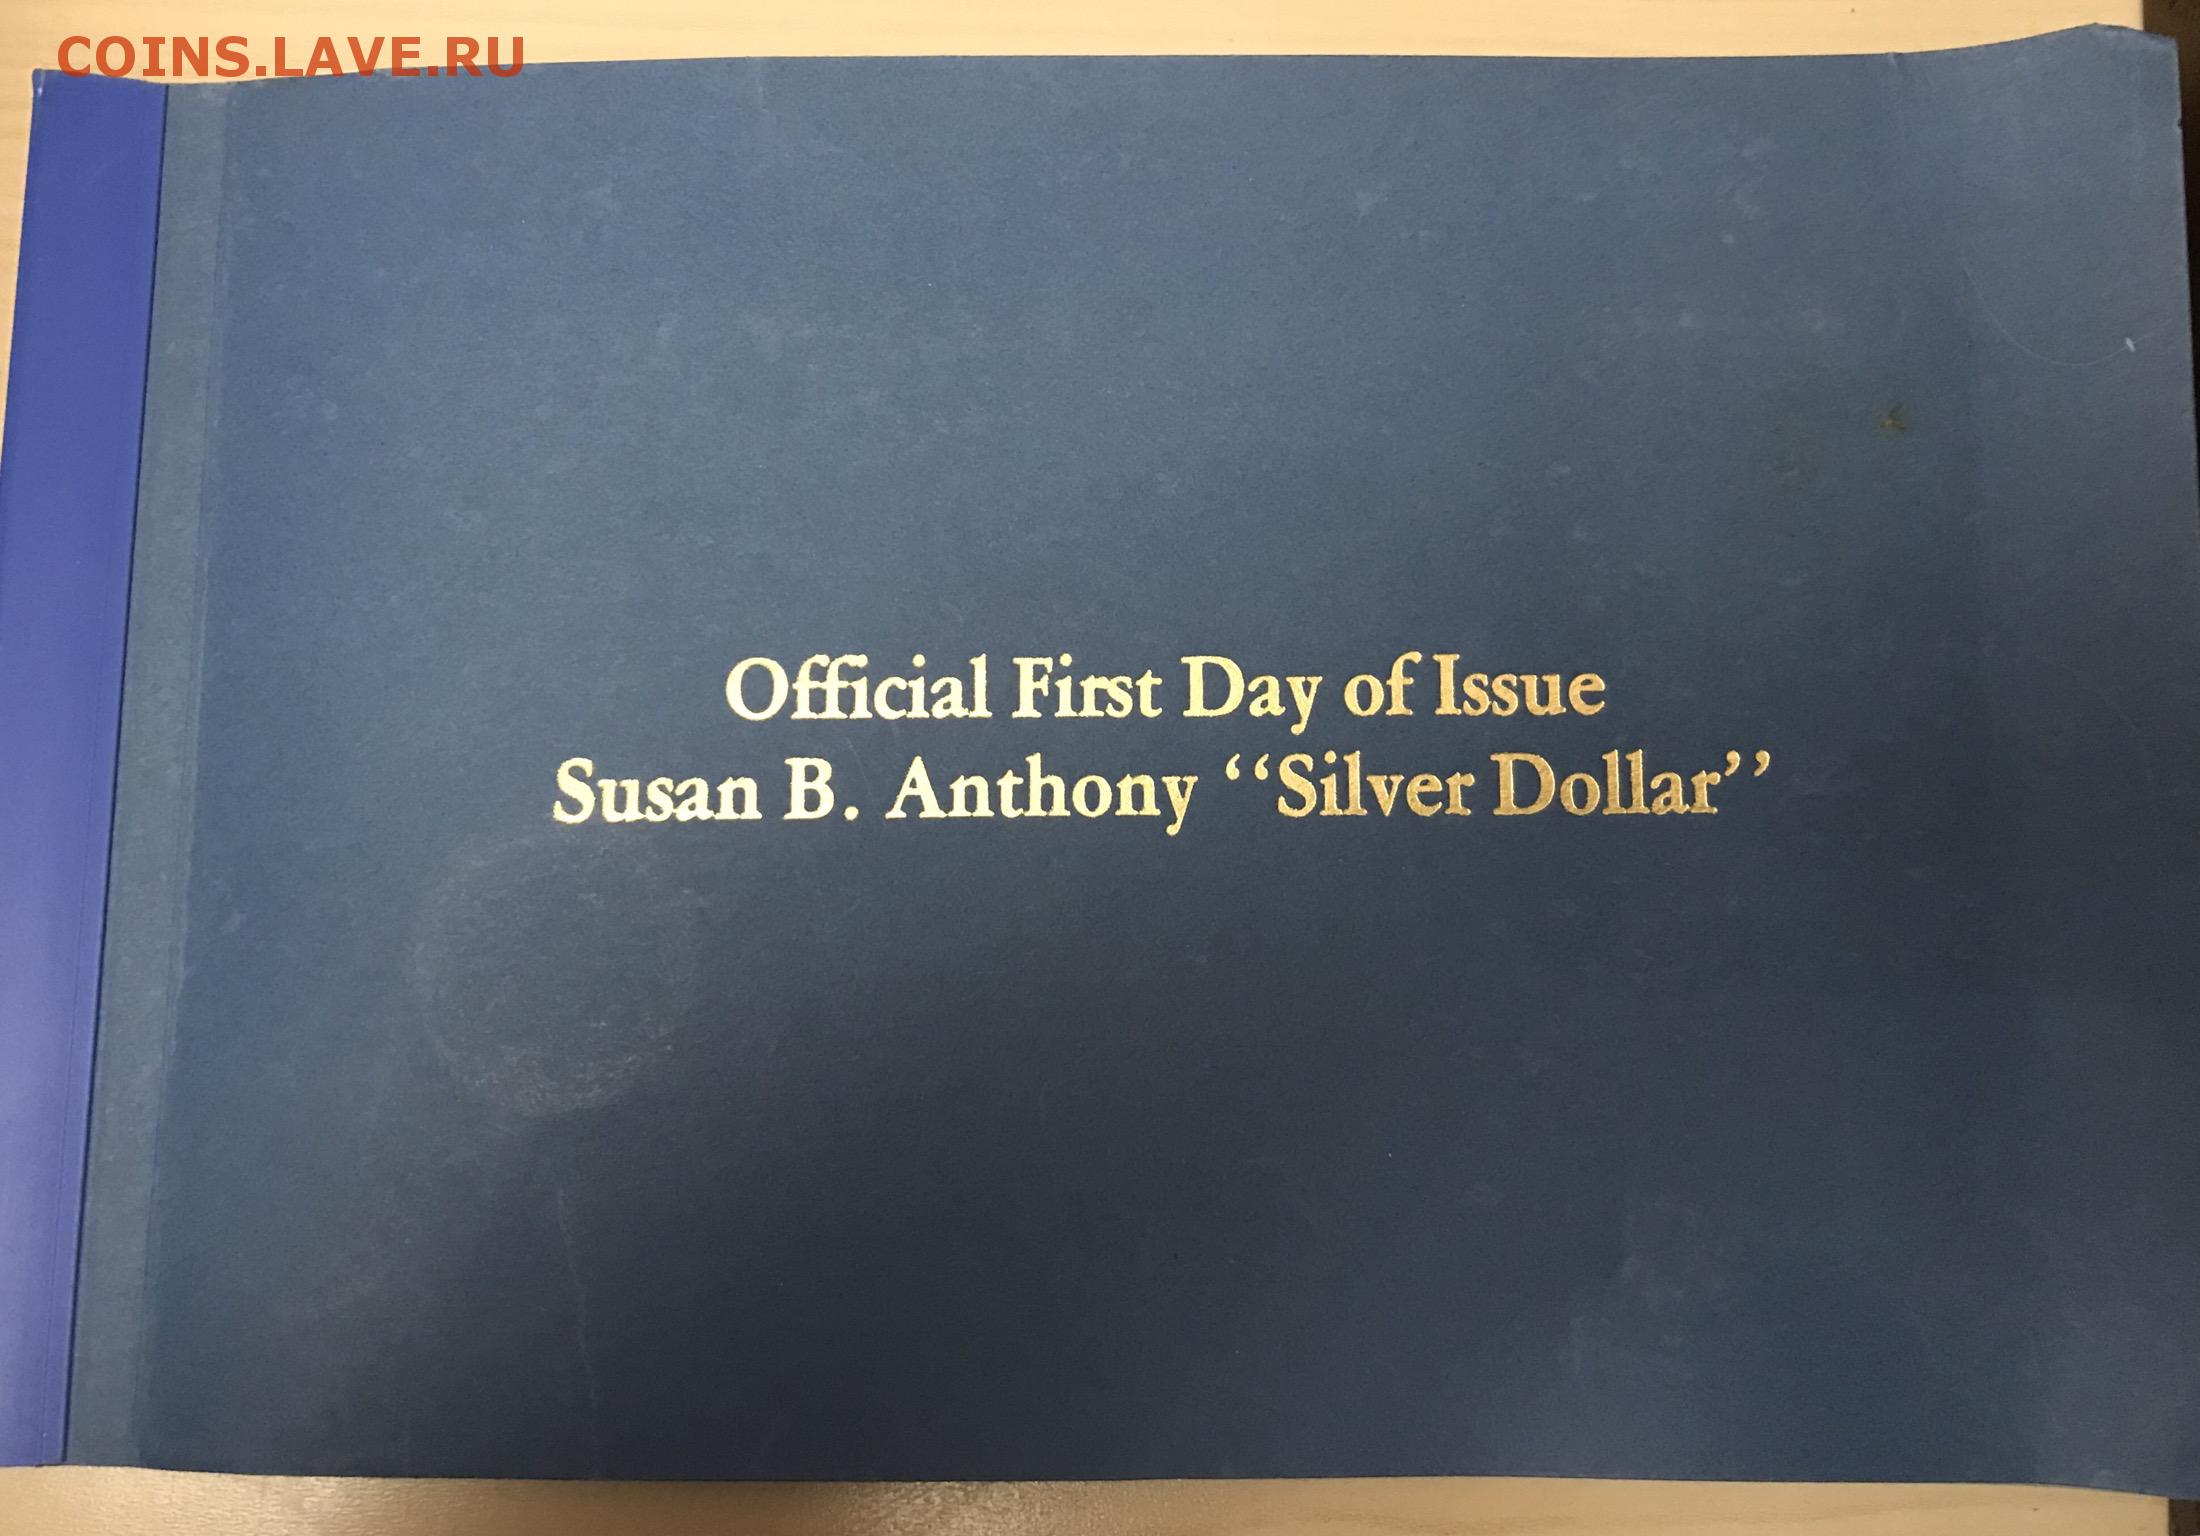 COINS.LAVE.RU
Official First Day of Issue
Susan B. Anthony “Silver Dollar”